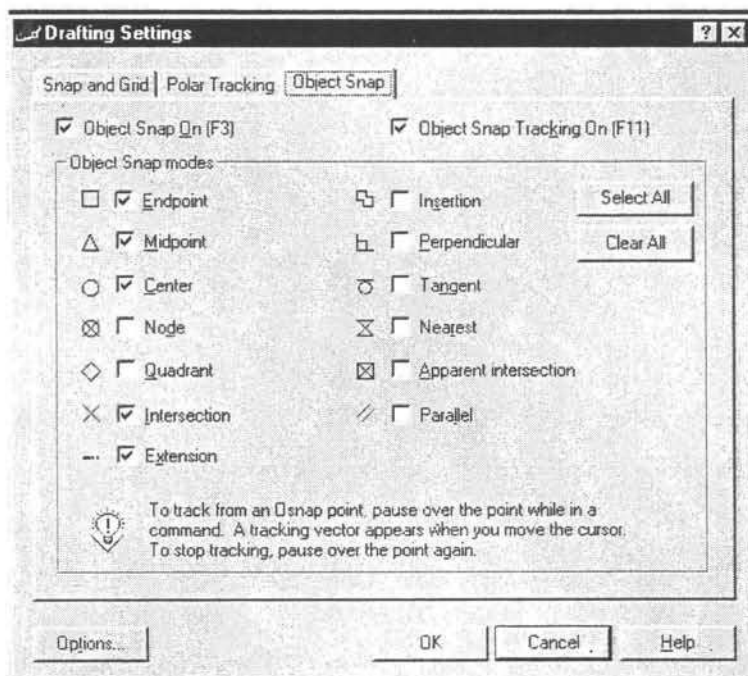 Drafting Settings
Snap and Grid Polar Tracking Object Snap
Object Snap On (F3) Object Snap Tracking On (F11)
Object Snap modes
Endpoint Insertion Select All
Midpoint Perpendicular Clear All
Center Tangent
Node Nearest
Quadrant Apparent intersection
Intersection Parallel
Extension
To track from an Osnap point, pause over the point while in a
command. A tracking vector appears when you move the cursor.
To stop tracking, pause over the point again.
Options... OK Cancel Help